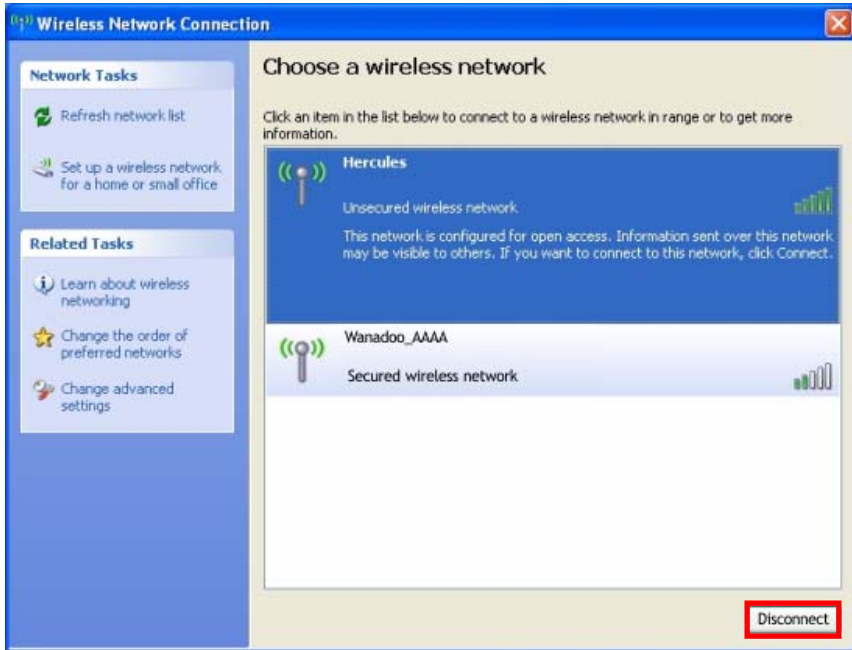 Wireless Network Connection
Network Tasks
Refresh network list
Set up a wireless network
for a home or small office
Related Tasks
Learn about wireless
networking
Change the order of
preferred networks
Change advanced
settings
Choose a wireless network
Click an item in the list below to connect to a wireless network in range or to get more
information.
Hercules
Unsecured wireless network
This network is configured for open access. Information sent over this network
may be visible to others. If you want to connect to this network, click Connect.
Wanadoo_AAAA
Secured wireless network
Disconnect